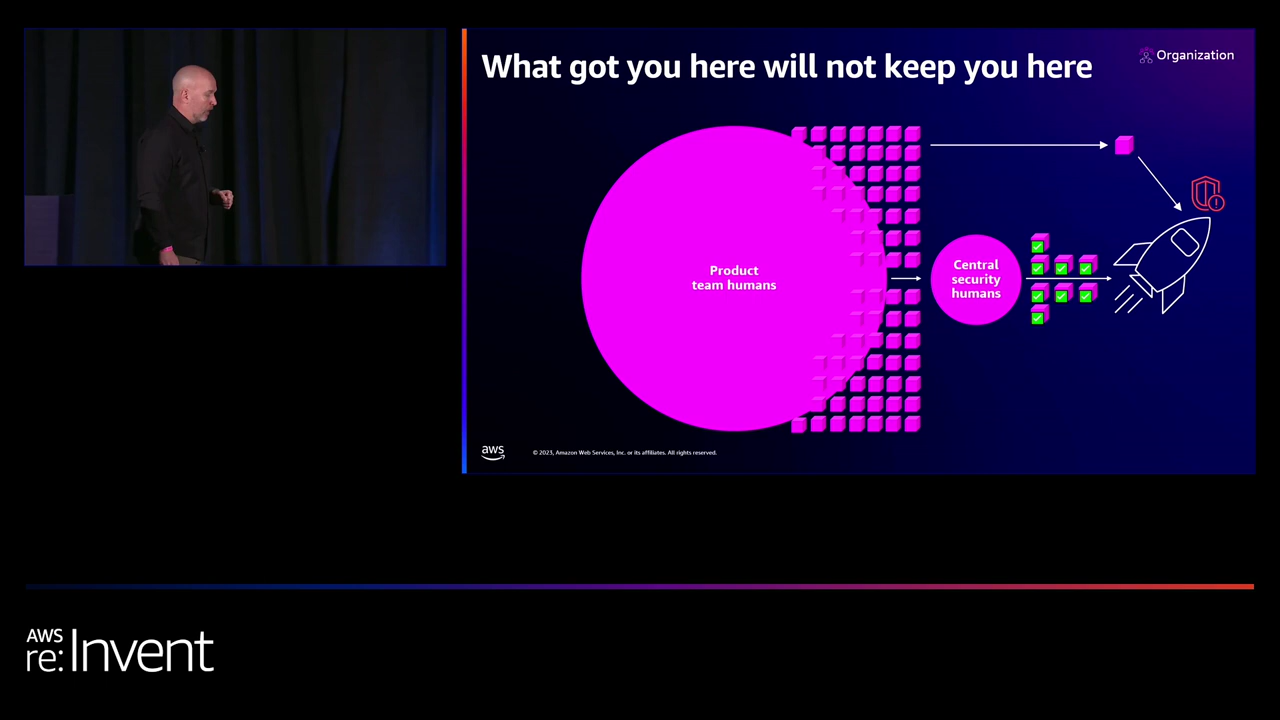 What got you here will not keep you here
Organization
Product
team humans
Central
security
humans
aws
© 2023, Amazon Web Services, Inc. or its affiliates. All rights reserved.
AWS
re:Invent